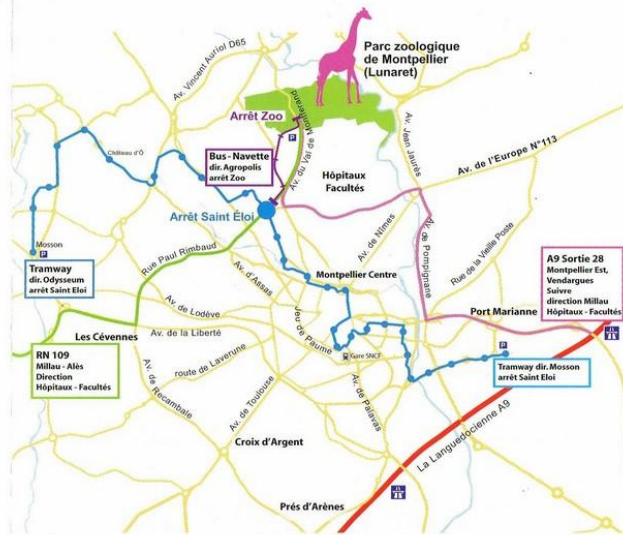 Parc zoologique
de Montpellier
(Lunaret)
Av. Vincent Auriol D65
Arrêt Zoo
P
Av. du Val de Montferrand
Av. Jean Jaurès
Château d'Ô
Bus - Navette
dir. Agropolis
arrêt Zoo
Hôpitaux
Facultés
Av. de l'Europe N°113
Arrêt Saint Éloi
Mosson
P
Rue Paul Rimbaud
Av. de Nîmes
Av. de Pompignane
Rue de la Vieille Poste
Tramway
dir. Odysseum
arrêt Saint Eloi
Av. d'Assas
Montpellier Centre
A9 Sortie 28
Montpellier Est,
Vendargues
Suivre
direction Millau
Hôpitaux - Facultés
Av. de Lodève
Port Marianne
Les Cévennes
Av. de la Liberté
Jeu de Paume
P
RN 109
Millau - Alès
Direction
Hôpitaux - Facultés
route de Laverune
Gare SNCF
Tramway dir. Mosson
arrêt Saint Eloi
Av. de Recambale
Av. de Toulouse
Av. de Palavas
La Languedocienne A9
Croix d'Argent
Prés d'Arènes